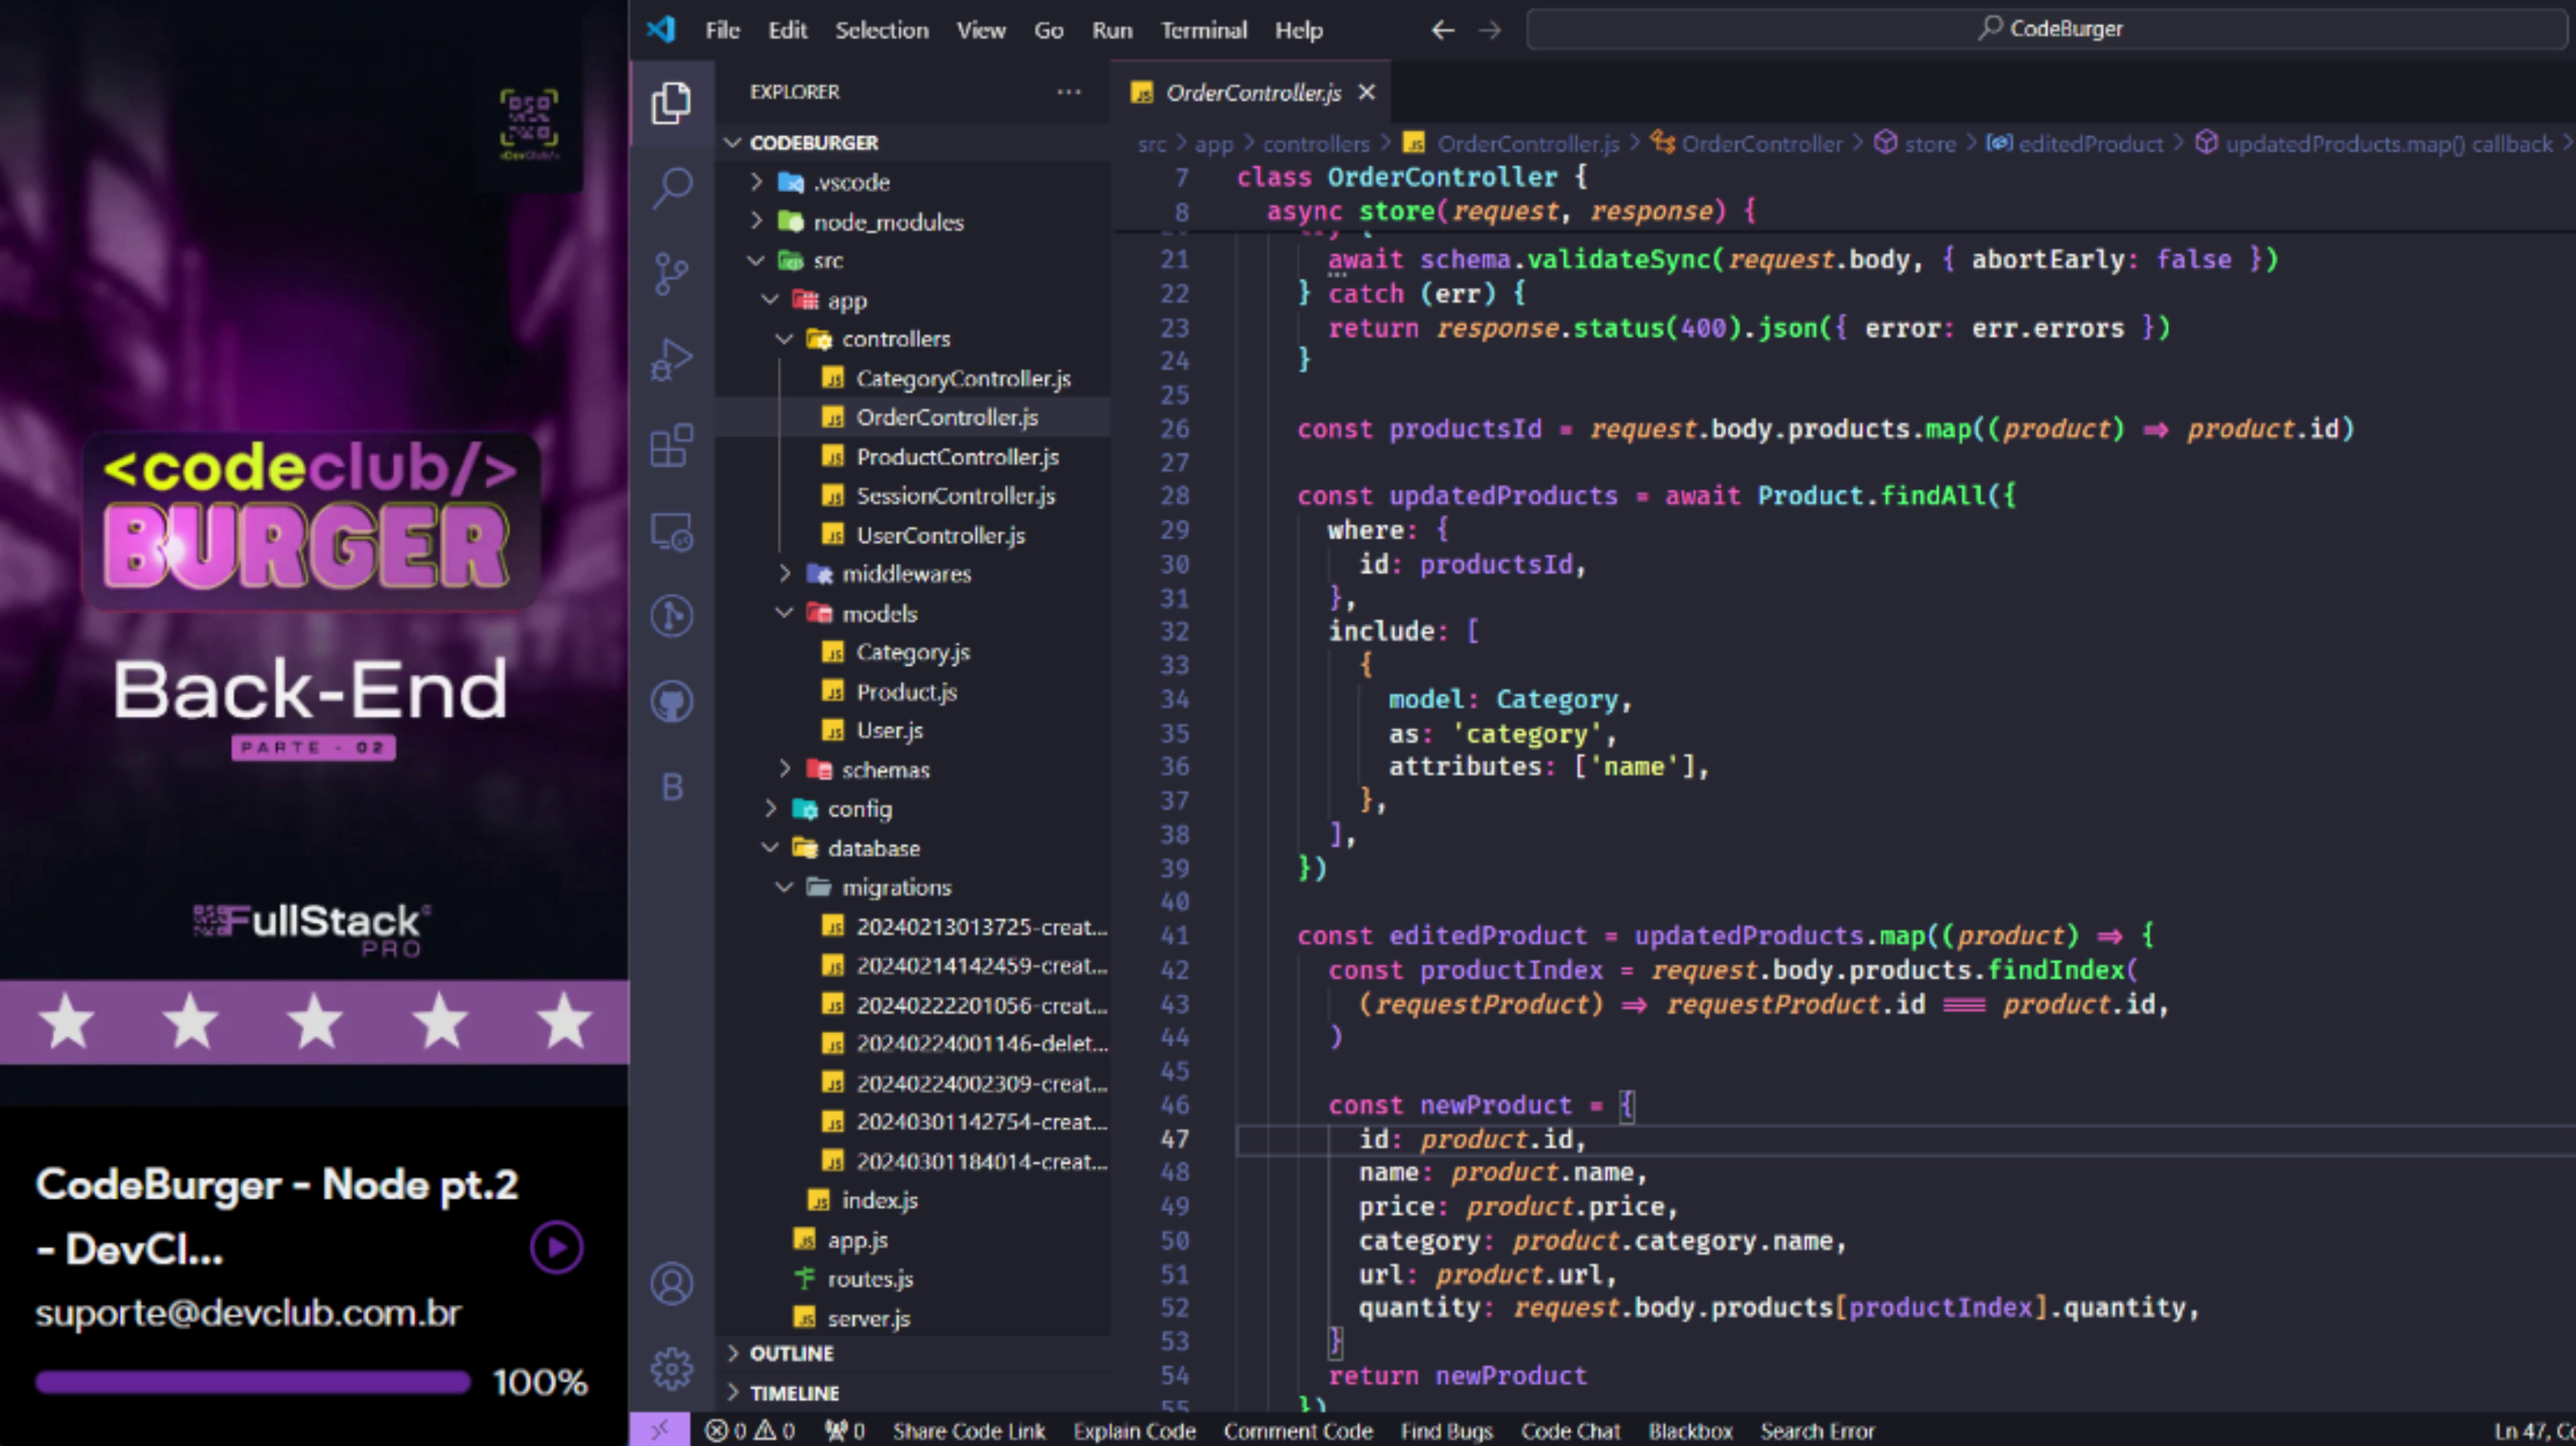 <DevClub/>
<codeclub/>
BURGER
Back-End
PARTE - 02
FullStack
PRO
CodeBurger - Node pt.2
- DevCl...
suporte@devclub.com.br
100%
File Edit Selection View Go Run Terminal Help
CodeBurger
EXPLORER
CODEBURGER
.vscode
node_modules
src
app
controllers
CategoryController.js
OrderController.js
ProductController.js
SessionController.js
UserController.js
middlewares
models
Category.js
Product.js
User.js
schemas
config
database
migrations
20240213013725-creat...
20240214142459-creat...
20240222201056-creat...
20240224001146-delet...
20240224002309-creat...
20240301142754-creat...
20240301184014-creat...
index.js
app.js
routes.js
server.js
OUTLINE
TIMELINE
B
OrderController.js
src > app > controllers > OrderController.js > OrderController > store > editedProduct > updatedProducts.map() callback >
7 class OrderController {
8 async store(request, response) {
21 await schema.validateSync(request.body, { abortEarly: false })
22 } catch (err) {
23 return response.status(400).json({ error: err.errors })
24 }
25
26 const productsId = request.body.products.map((product) => product.id)
27
28 const updatedProducts = await Product.findAll({
29 where: {
30 id: productsId,
31 },
32 include: [
33 {
34 model: Category,
35 as: 'category',
36 attributes: ['name'],
37 },
38 ],
39 })
40
41 const editedProduct = updatedProducts.map((product) => {
42 const productIndex = request.body.products.findIndex(
43 (requestProduct) => requestProduct.id === product.id,
44 )
45
46 const newProduct = {
47 id: product.id,
48 name: product.name,
49 price: product.price,
50 category: product.category.name,
51 url: product.url,
52 quantity: request.body.products[productIndex].quantity,
53 }
54 return newProduct
55 })
0 0 0 Share Code Link Explain Code Comment Code Find Bugs Code Chat Blackbox Search Error Ln 47,